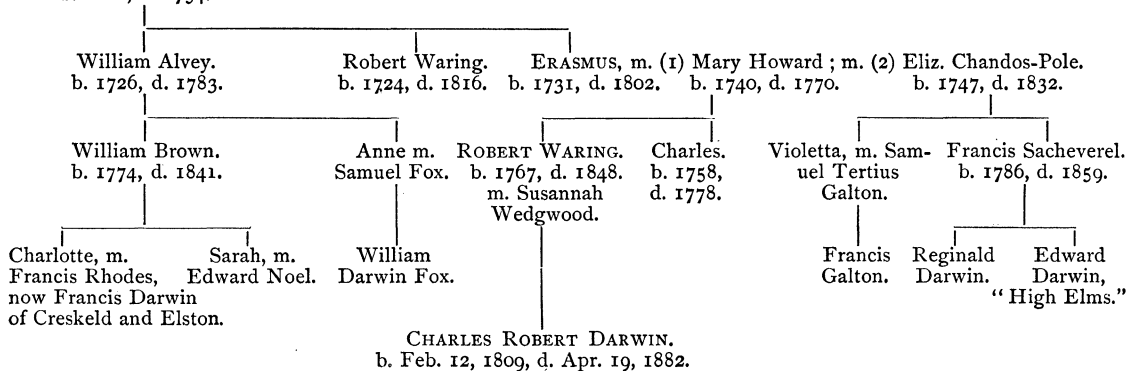 William Alvey. Robert Waring. ERASMUS, m. (1) Mary Howard ; m. (2) Eliz. Chandos-Pole.
b. 1726, d. 1783. b. 1724, d. 1816. b. 1731, d. 1802. b. 1740, d. 1770. b. 1747, d. 1832.
William Brown. Anne m. ROBERT WARING. Charles. Violetta, m. Sam- Francis Sacheverel.
b. 1774, d. 1841. Samuel Fox. b. 1767, d. 1848. b. 1758, uel Tertius b. 1786, d. 1859.
m. Susannah d. 1778. Galton.
Wedgwood.
Charlotte, m. Sarah, m. William Francis Reginald Edward
Francis Rhodes, Edward Noel. Darwin Fox. Galton. Darwin. Darwin,
now Francis Darwin "High Elms."
of Creskeld and Elston.
CHARLES ROBERT DARWIN.
b. Feb. 12, 1809, d. Apr. 19, 1882.